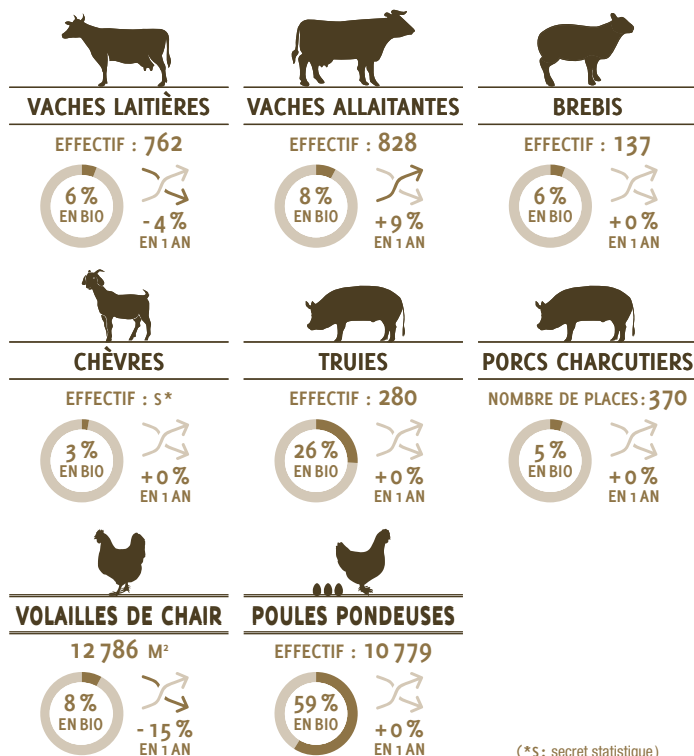 VACHES LAITIÈRES
EFFECTIF : 762
6 %
EN BIO
- 4 %
EN 1 AN
VACHES ALLAITANTES
EFFECTIF : 828
8 %
EN BIO
+ 9 %
EN 1 AN
BREBIS
EFFECTIF : 137
6 %
EN BIO
+ 0 %
EN 1 AN
CHÈVRES
EFFECTIF : S*
3 %
EN BIO
+ 0 %
EN 1 AN
TRUIES
EFFECTIF : 280
26 %
EN BIO
+ 0 %
EN 1 AN
PORCS CHARCUTIERS
NOMBRE DE PLACES : 370
5 %
EN BIO
+ 0 %
EN 1 AN
VOLAILLES DE CHAIR
12 786 M²
8 %
EN BIO
- 15 %
EN 1 AN
POULES PONDEUSES
EFFECTIF : 10 779
59 %
EN BIO
+ 0 %
EN 1 AN
(*S : secret statistique)